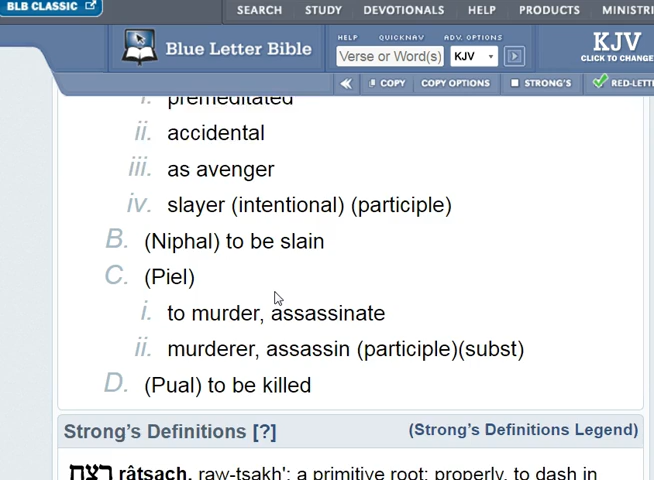 BLB CLASSIC
SEARCH STUDY DEVOTIONALS HELP PRODUCTS MINISTRI
Blue Letter Bible
HELP QUICKNAV ADV. OPTIONS
Verse or Word(s) KJV
KJV
CLICK TO CHANGE
COPY COPY OPTIONS STRONG'S RED-LETT
i. premeditated
ii. accidental
iii. as avenger
iv. slayer (intentional) (participle)
B. (Niphal) to be slain
C. (Piel)
i. to murder, assassinate
ii. murderer, assassin (participle)(subst)
D. (Pual) to be killed
Strong's Definitions [?] (Strong's Definitions Legend)
רצח râtsach, raw-tsakh'; a primitive root; properly, to dash in